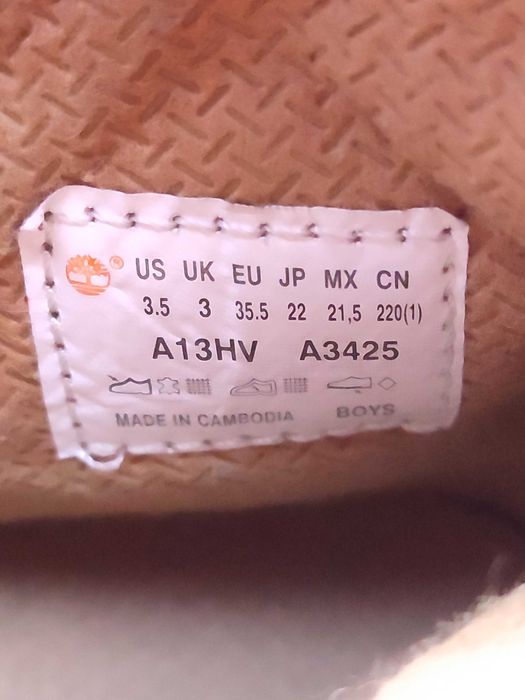 US UK EU JP MX CN
3.5 3 35.5 22 21,5 220(1)
A13HV A3425
MADE IN CAMBODIA BOYS